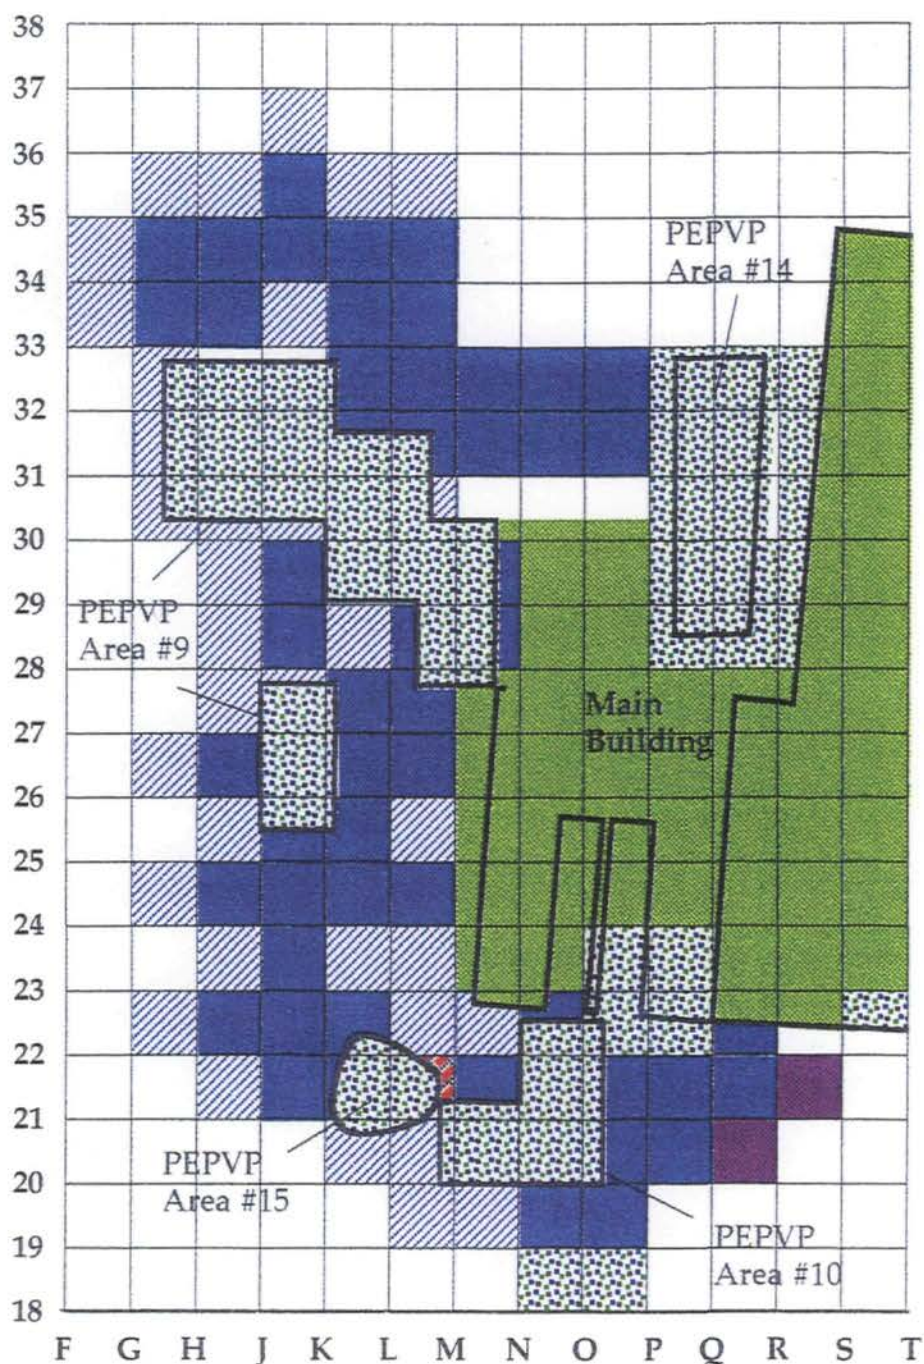 38
37
36
35
PEPVP
Area #14
34
33
32
31
30
29
PEPVP
Area #9
28
27
Main
Building
26
25
24
23
22
21
PEPVP
Area #15
20
19
PEPVP
Area #10
18
F G H J K L M N O P Q R S T